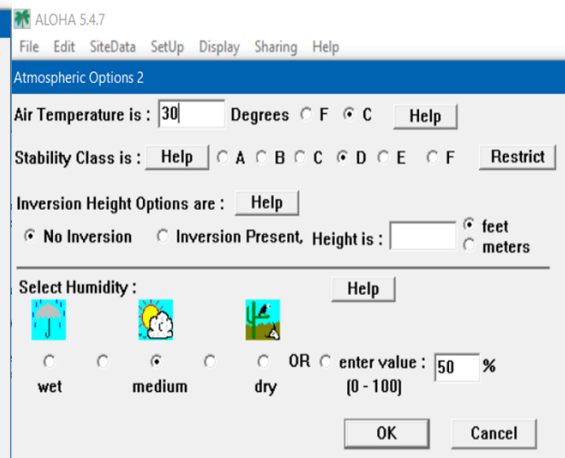 ALOHA 5.4.7
File Edit SiteData SetUp Display Sharing Help
Atmospheric Options 2
Air Temperature is : 30 Degrees F C Help
Stability Class is : Help A B C D E F Restrict
Inversion Height Options are : Help
No Inversion Inversion Present, Height is : feet
meters
Select Humidity : Help
OR enter value : 50 %
wet medium dry (0 - 100)
OK Cancel